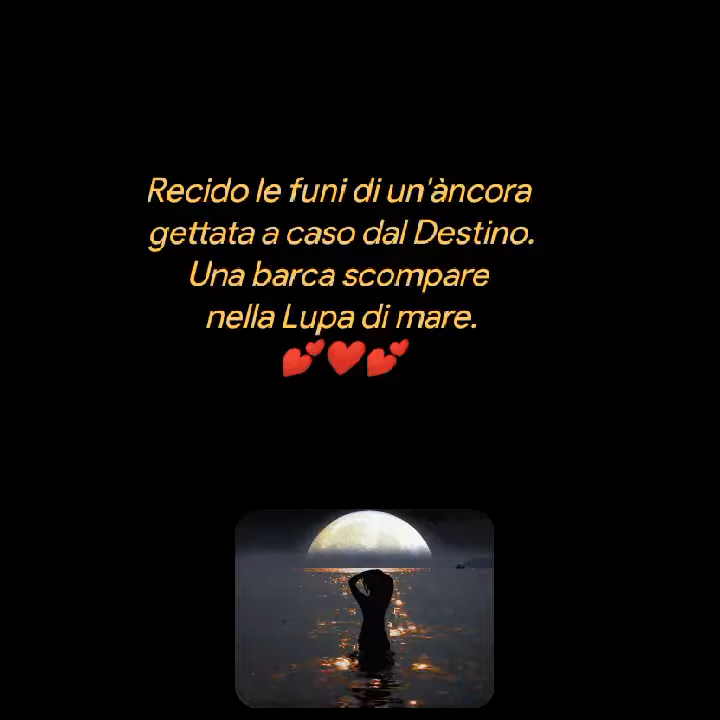 Recido le funi di un'àncora
gettata a caso dal Destino.
Una barca scompare
nella Lupa di mare.
💕❤️💕